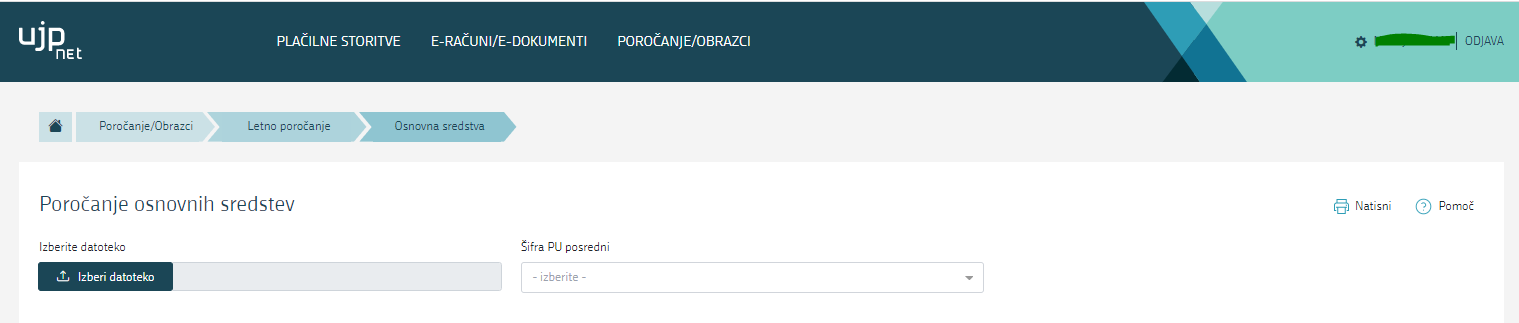 ujp
net
PLAČILNE STORITVE E-RAČUNI/E-DOKUMENTI POROČANJE/OBRAZCI ODJAVA
Poročanje/Obrazci Letno poročanje Osnovna sredstva
Poročanje osnovnih sredstev Natisni Pomoč
Izberite datoteko Šifra PU posredni
Izberi datoteko - izberite -